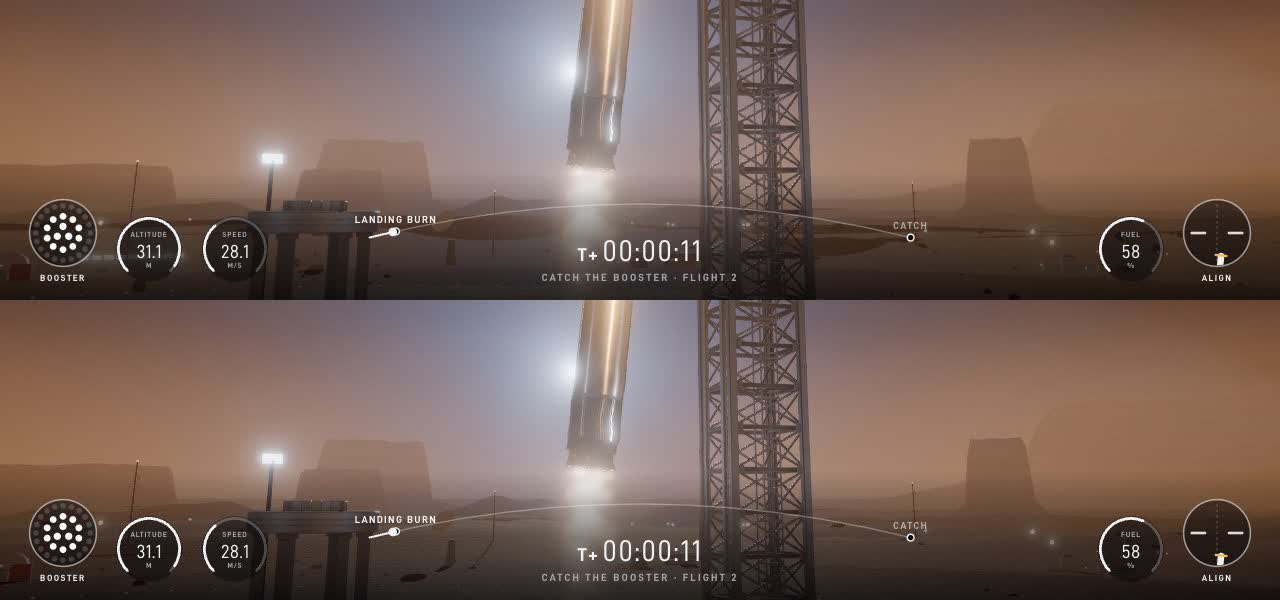 LANDING BURN
CATCH
ALTITUDE
31.1
M
SPEED
28.1
M/S
T+ 00:00:11
FUEL
58
%
BOOSTER
CATCH THE BOOSTER · FLIGHT 2
ALIGN
LANDING BURN
CATCH
ALTITUDE
31.1
M
SPEED
28.1
M/S
T+ 00:00:11
FUEL
58
%
BOOSTER
CATCH THE BOOSTER · FLIGHT 2
ALIGN